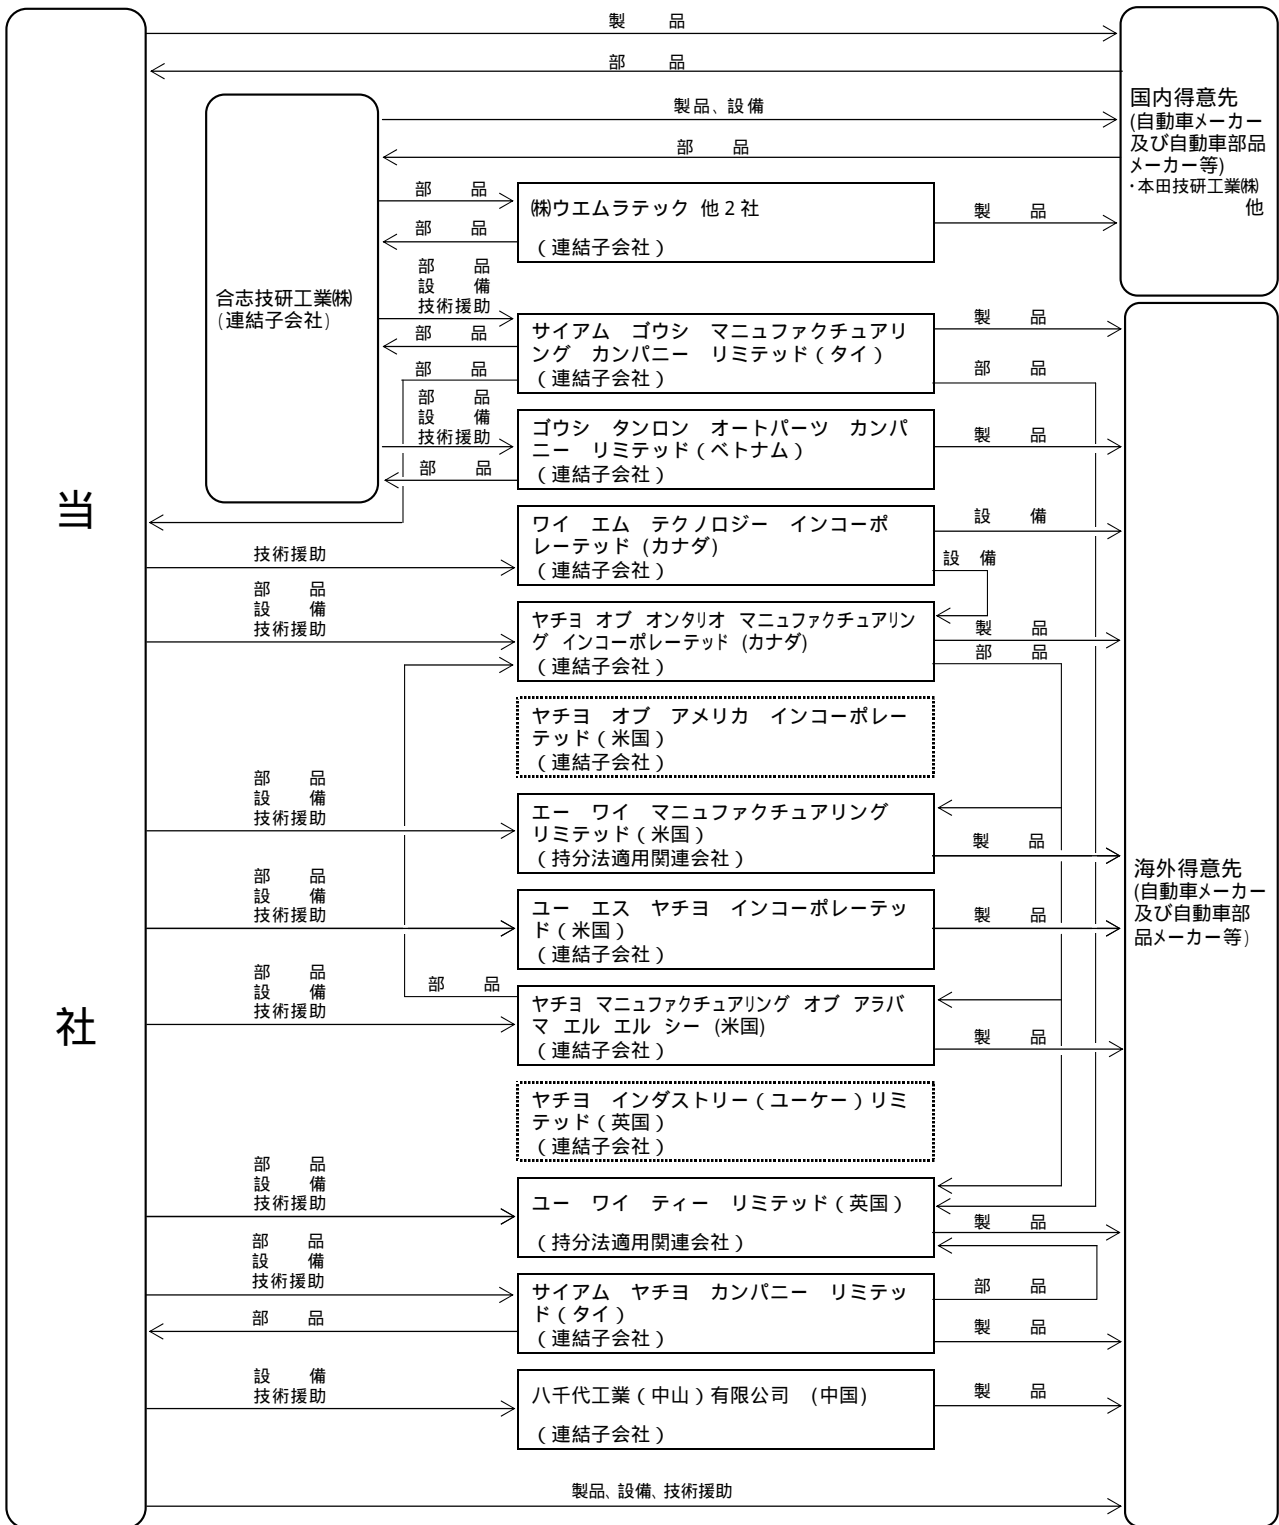 製　品
部　品
国内得意先
(自動車メーカー
及び自動車部品
メーカー等)
・本田技研工業㈱
他
製品、設備
部　品
部　品
㈱ウエムラテック 他2社
(連結子会社)
製　品
部　品
合志技研工業㈱
(連結子会社)
部　品
設　備
技術援助
部　品
サイアム　ゴウシ　マニュファクチュアリ
ング カンパニー　リミテッド(タイ)
(連結子会社)
製　品
部　品
部　品
部　品
設　備
技術援助
部　品
ゴウシ　タンロン　オートパーツ　カンパ
ニー　リミテッド(ベトナム)
(連結子会社)
製　品
当
社
技術援助
ワイ　エム　テクノロジー　インコーポ
レーテッド (カナダ)
(連結子会社)
設　備
設　備
部　品
設　備
技術援助
ヤチヨ オブ オンタリオ マニュファクチュアリン
グ インコーポレーテッド (カナダ)
(連結子会社)
製　品
部　品
ヤチヨ　オブ　アメリカ　インコーポレー
テッド(米国)
(連結子会社)
部　品
設　備
技術援助
エー　ワイ　マニュファクチュアリング
リミテッド(米国)
(持分法適用関連会社)
製　品
海外得意先
(自動車メーカー
及び自動車部
品メーカー等)
部　品
設　備
技術援助
ユー　エス　ヤチヨ　インコーポレーテッ
ド(米国)
(連結子会社)
製　品
部　品
設　備
技術援助
部　品
ヤチヨ マニュファクチュアリング オブ アラバ
マ エル エル シー (米国)
(連結子会社)
製　品
ヤチヨ　インダストリー(ユーケー)リミ
テッド(英国)
(連結子会社)
部　品
設　備
技術援助
ユー　ワイ　ティー　リミテッド(英国)
(持分法適用関連会社)
製　品
部　品
設　備
技術援助
部　品
サイアム　ヤチヨ　カンパニー　リミテッ
ド(タイ)
(連結子会社)
部　品
製　品
設　備
技術援助
八千代工業(中山)有限公司　(中国)
(連結子会社)
製　品
製品、設備、技術援助